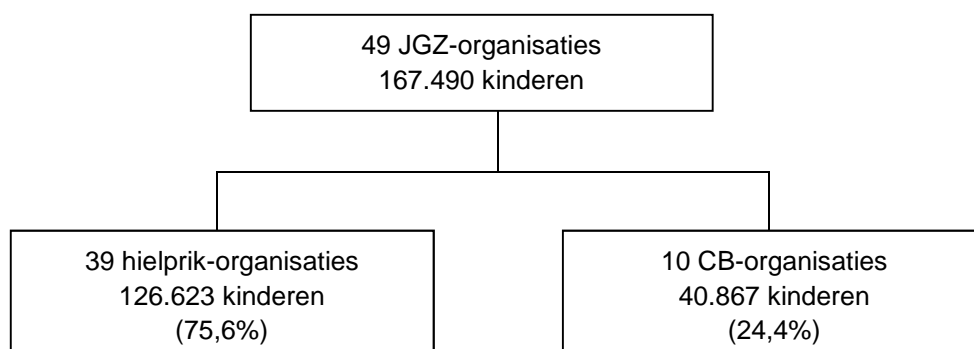 49 JGZ-organisaties
167.490 kinderen
39 hielprik-organisaties
126.623 kinderen
(75,6%)
10 CB-organisaties
40.867 kinderen
(24,4%)